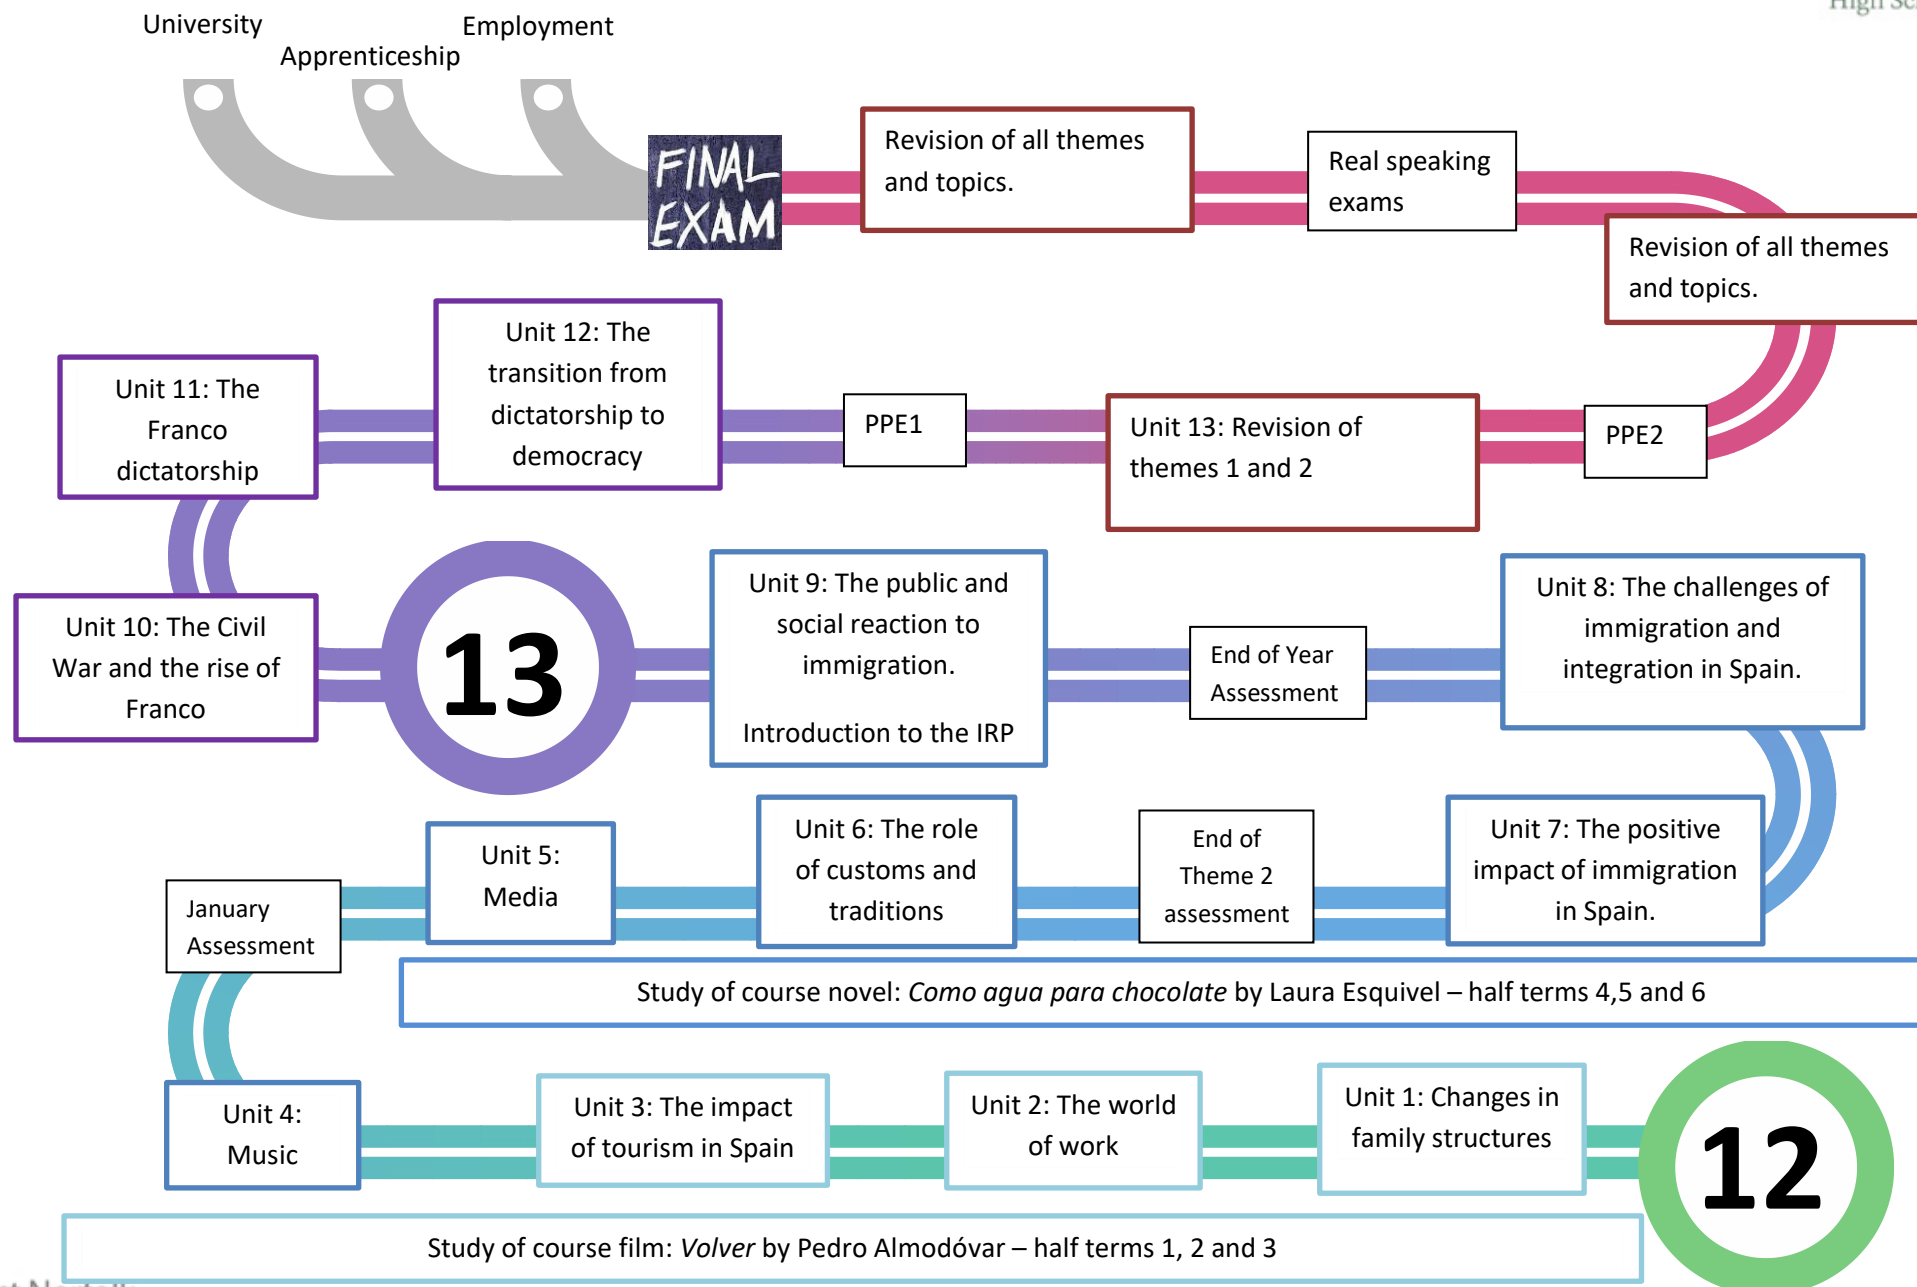 High Sc
University
Employment
Apprenticeship
FINAL
EXAM
Revision of all themes
and topics.
Real speaking
exams
Revision of all themes
and topics.
Unit 11: The
Franco
dictatorship
Unit 12: The
transition from
dictatorship to
democracy
PPE1
Unit 13: Revision of
themes 1 and 2
PPE2
Unit 10: The Civil
War and the rise of
Franco
13
Unit 9: The public and
social reaction to
immigration.
Introduction to the IRP
End of Year
Assessment
Unit 8: The challenges of
immigration and
integration in Spain.
January
Assessment
Unit 5:
Media
Unit 6: The role
of customs and
traditions
End of
Theme 2
assessment
Unit 7: The positive
impact of immigration
in Spain.
Study of course novel: Como agua para chocolate by Laura Esquivel – half terms 4,5 and 6
Unit 4:
Music
Unit 3: The impact
of tourism in Spain
Unit 2: The world
of work
Unit 1: Changes in
family structures
12
Study of course film: Volver by Pedro Almodóvar – half terms 1, 2 and 3